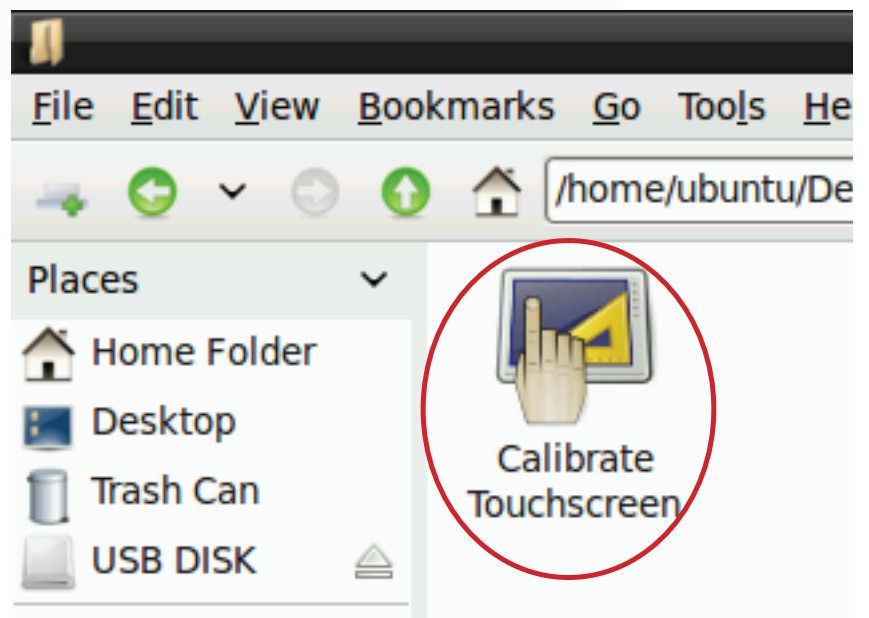 File Edit View Bookmarks Go Tools He
/home/ubuntu/De
Places
Home Folder
Desktop
Trash Can
USB DISK
Calibrate
Touchscreen